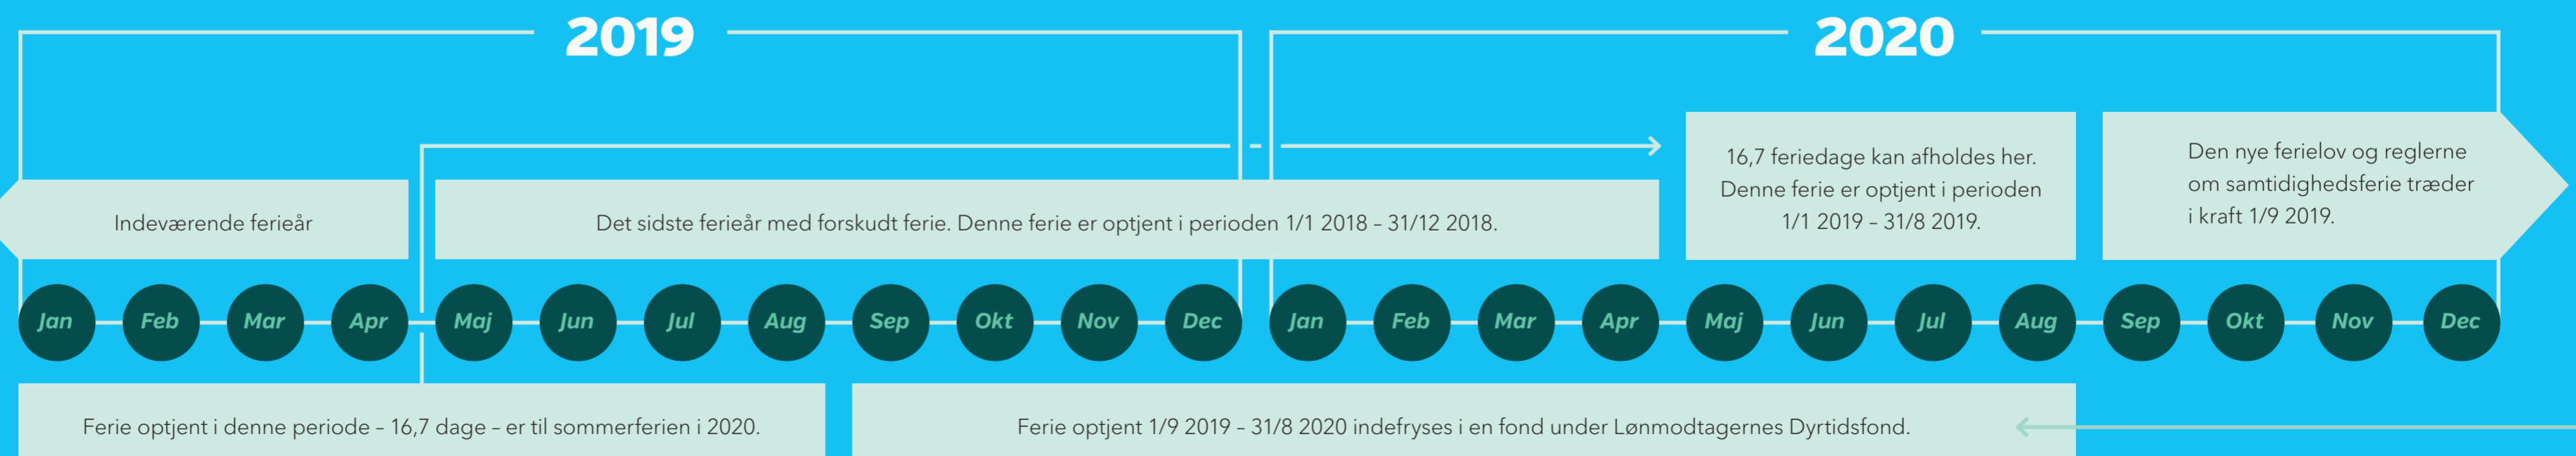 2019
2020
Indeværende ferieår
Det sidste ferieår med forskudt ferie. Denne ferie er optjent i perioden 1/1 2018 – 31/12 2018.
16,7 feriedage kan afholdes her.
Denne ferie er optjent i perioden
1/1 2019 – 31/8 2019.
Den nye ferielov og reglerne
om samtidighedsferie træder
i kraft 1/9 2019.
Jan Feb Mar Apr Maj Jun Jul Aug Sep Okt Nov Dec Jan Feb Mar Apr Maj Jun Jul Aug Sep Okt Nov Dec
Ferie optjent i denne periode – 16,7 dage – er til sommerferien i 2020.
Ferie optjent 1/9 2019 – 31/8 2020 indefryses i en fond under Lønmodtagernes Dyrtidsfond.